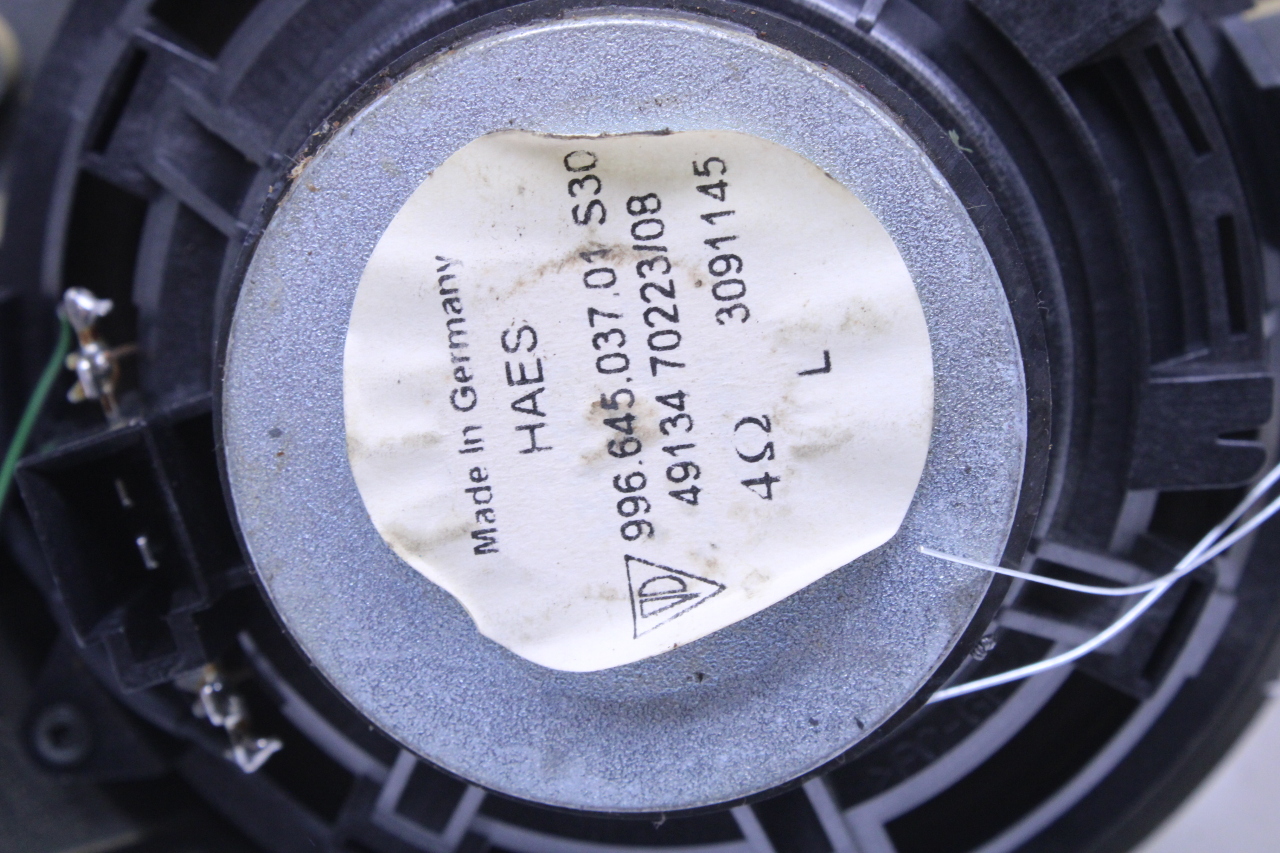 Made In Germany
HAES
996.645.037.01 S30
49134 70223/08
3091145
4Ω
L